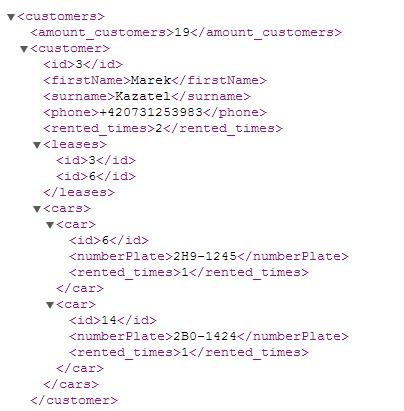 ▼<customers>
<amount_customers>19</amount_customers>
▼<customer>
<id>3</id>
<firstName>Marek</firstName>
<surname>Kazatel</surname>
<phone>+420731253983</phone>
<rented_times>2</rented_times>
▼<leases>
<id>3</id>
<id>6</id>
</leases>
▼<cars>
▼<car>
<id>6</id>
<numberPlate>2H9-1245</numberPlate>
<rented_times>1</rented_times>
</car>
▼<car>
<id>14</id>
<numberPlate>2B0-1424</numberPlate>
<rented_times>1</rented_times>
</car>
</cars>
</customer>